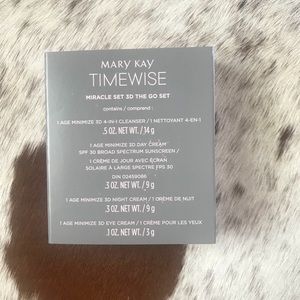 MARY KAY
TIMEWISE
MIRACLE SET 3D THE GO SET
contains / comprend :
1 AGE MINIMIZE 3D 4-IN-1 CLEANSER / 1 NETTOYANT 4-EN-1
.5 OZ. NET WT. / 14 g
1 AGE MINIMIZE 3D DAY CREAM
SPF 30 BROAD SPECTRUM SUNSCREEN /
1 CRÈME DE JOUR AVEC ÉCRAN
SOLAIRE À LARGE SPECTRE FPS 30
DIN 02459086
.3 OZ. NET WT. / 9 g
1 AGE MINIMIZE 3D NIGHT CREAM / 1 CRÈME DE NUIT
.3 OZ. NET WT. / 9 g
1 AGE MINIMIZE 3D EYE CREAM / 1 CRÈME POUR LES YEUX
.1 OZ. NET WT. / 3 g